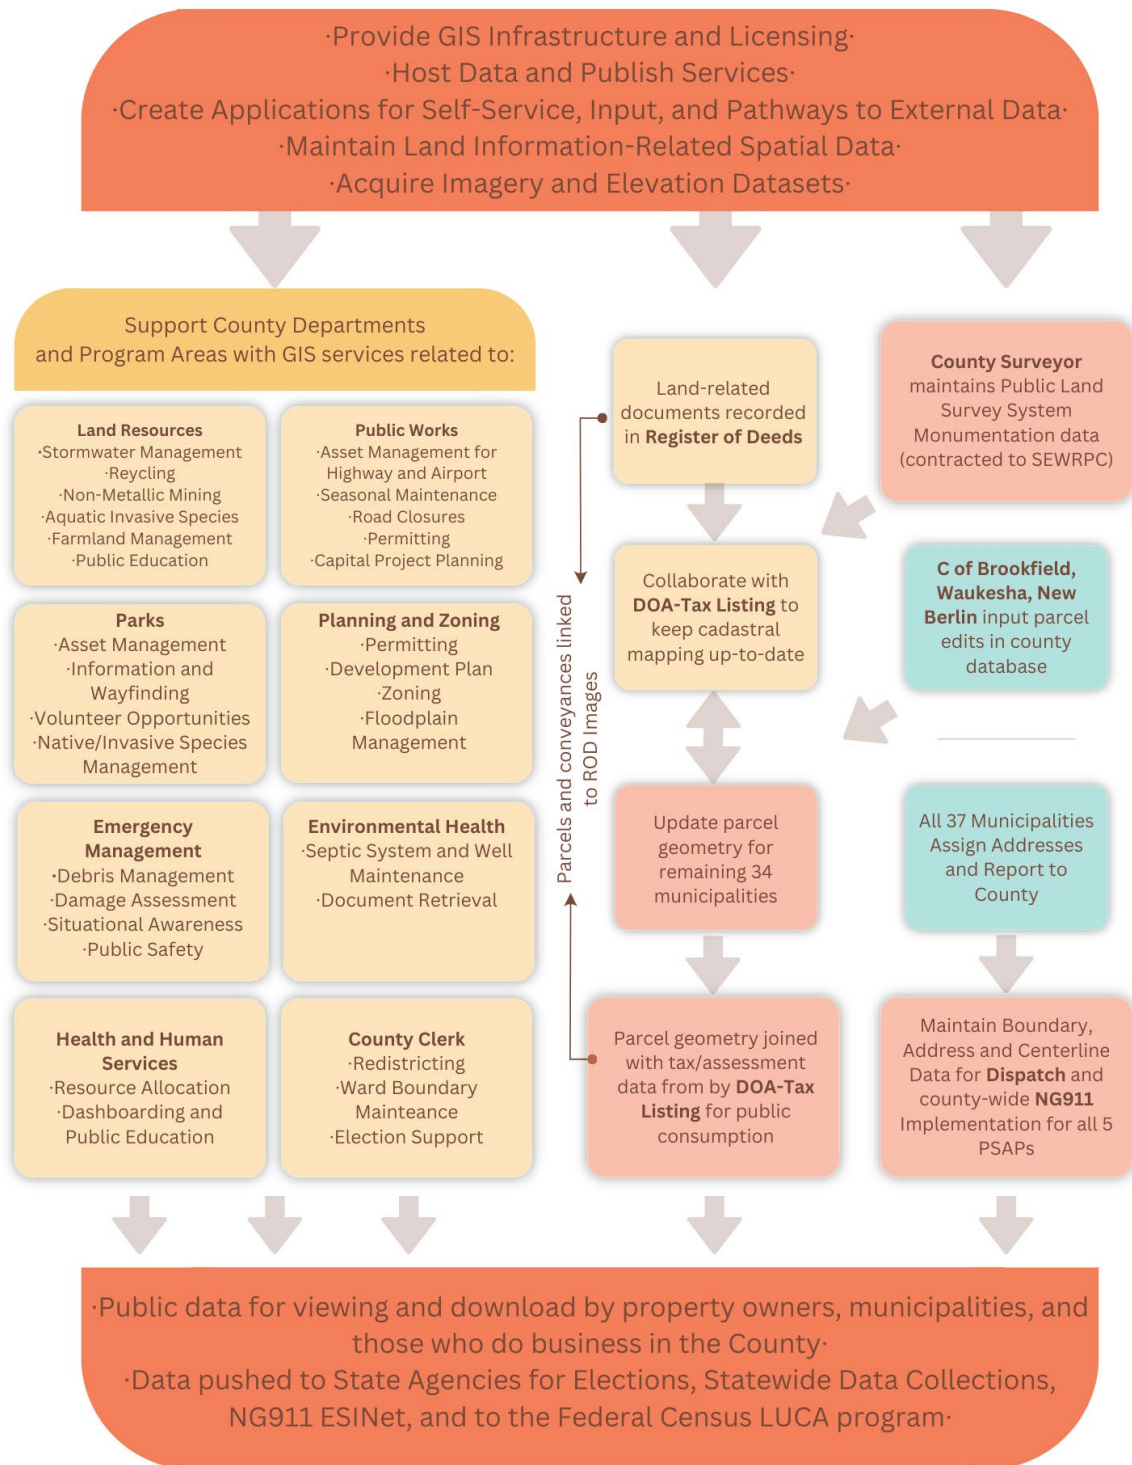 ·Provide GIS Infrastructure and Licensing·
·Host Data and Publish Services·
·Create Applications for Self-Service, Input, and Pathways to External Data·
·Maintain Land Information-Related Spatial Data·
·Acquire Imagery and Elevation Datasets·
Support County Departments
and Program Areas with GIS services related to:
Land Resources
·Stormwater Management
·Reycling
·Non-Metallic Mining
·Aquatic Invasive Species
·Farmland Management
·Public Education
Public Works
·Asset Management for
Highway and Airport
·Seasonal Maintenance
·Road Closures
·Permitting
·Capital Project Planning
Parks
·Asset Management
·Information and
Wayfinding
·Volunteer Opportunities
·Native/Invasive Species
Management
Planning and Zoning
·Permitting
·Development Plan
·Zoning
·Floodplain
Management
Emergency
Management
·Debris Management
·Damage Assessment
·Situational Awareness
·Public Safety
Environmental Health
·Septic System and Well
Maintenance
·Document Retrieval
Health and Human
Services
·Resource Allocation
·Dashboarding and
Public Education
County Clerk
·Redistricting
·Ward Boundary
Mainteance
·Election Support
Parcels and conveyances linked
to ROD Images
Land-related
documents recorded
in Register of Deeds
Collaborate with
DOA-Tax Listing to
keep cadastral
mapping up-to-date
Update parcel
geometry for
remaining 34
municipalities
Parcel geometry joined
with tax/assessment
data from by DOA-Tax
Listing for public
consumption
County Surveyor
maintains Public Land
Survey System
Monumentation data
(contracted to SEWRPC)
C of Brookfield,
Waukesha, New
Berlin input parcel
edits in county
database
All 37 Municipalities
Assign Addresses
and Report to
County
Maintain Boundary,
Address and Centerline
Data for Dispatch and
county-wide NG911
Implementation for all 5
PSAPs
·Public data for viewing and download by property owners, municipalities, and
those who do business in the County·
·Data pushed to State Agencies for Elections, Statewide Data Collections,
NG911 ESINet, and to the Federal Census LUCA program·